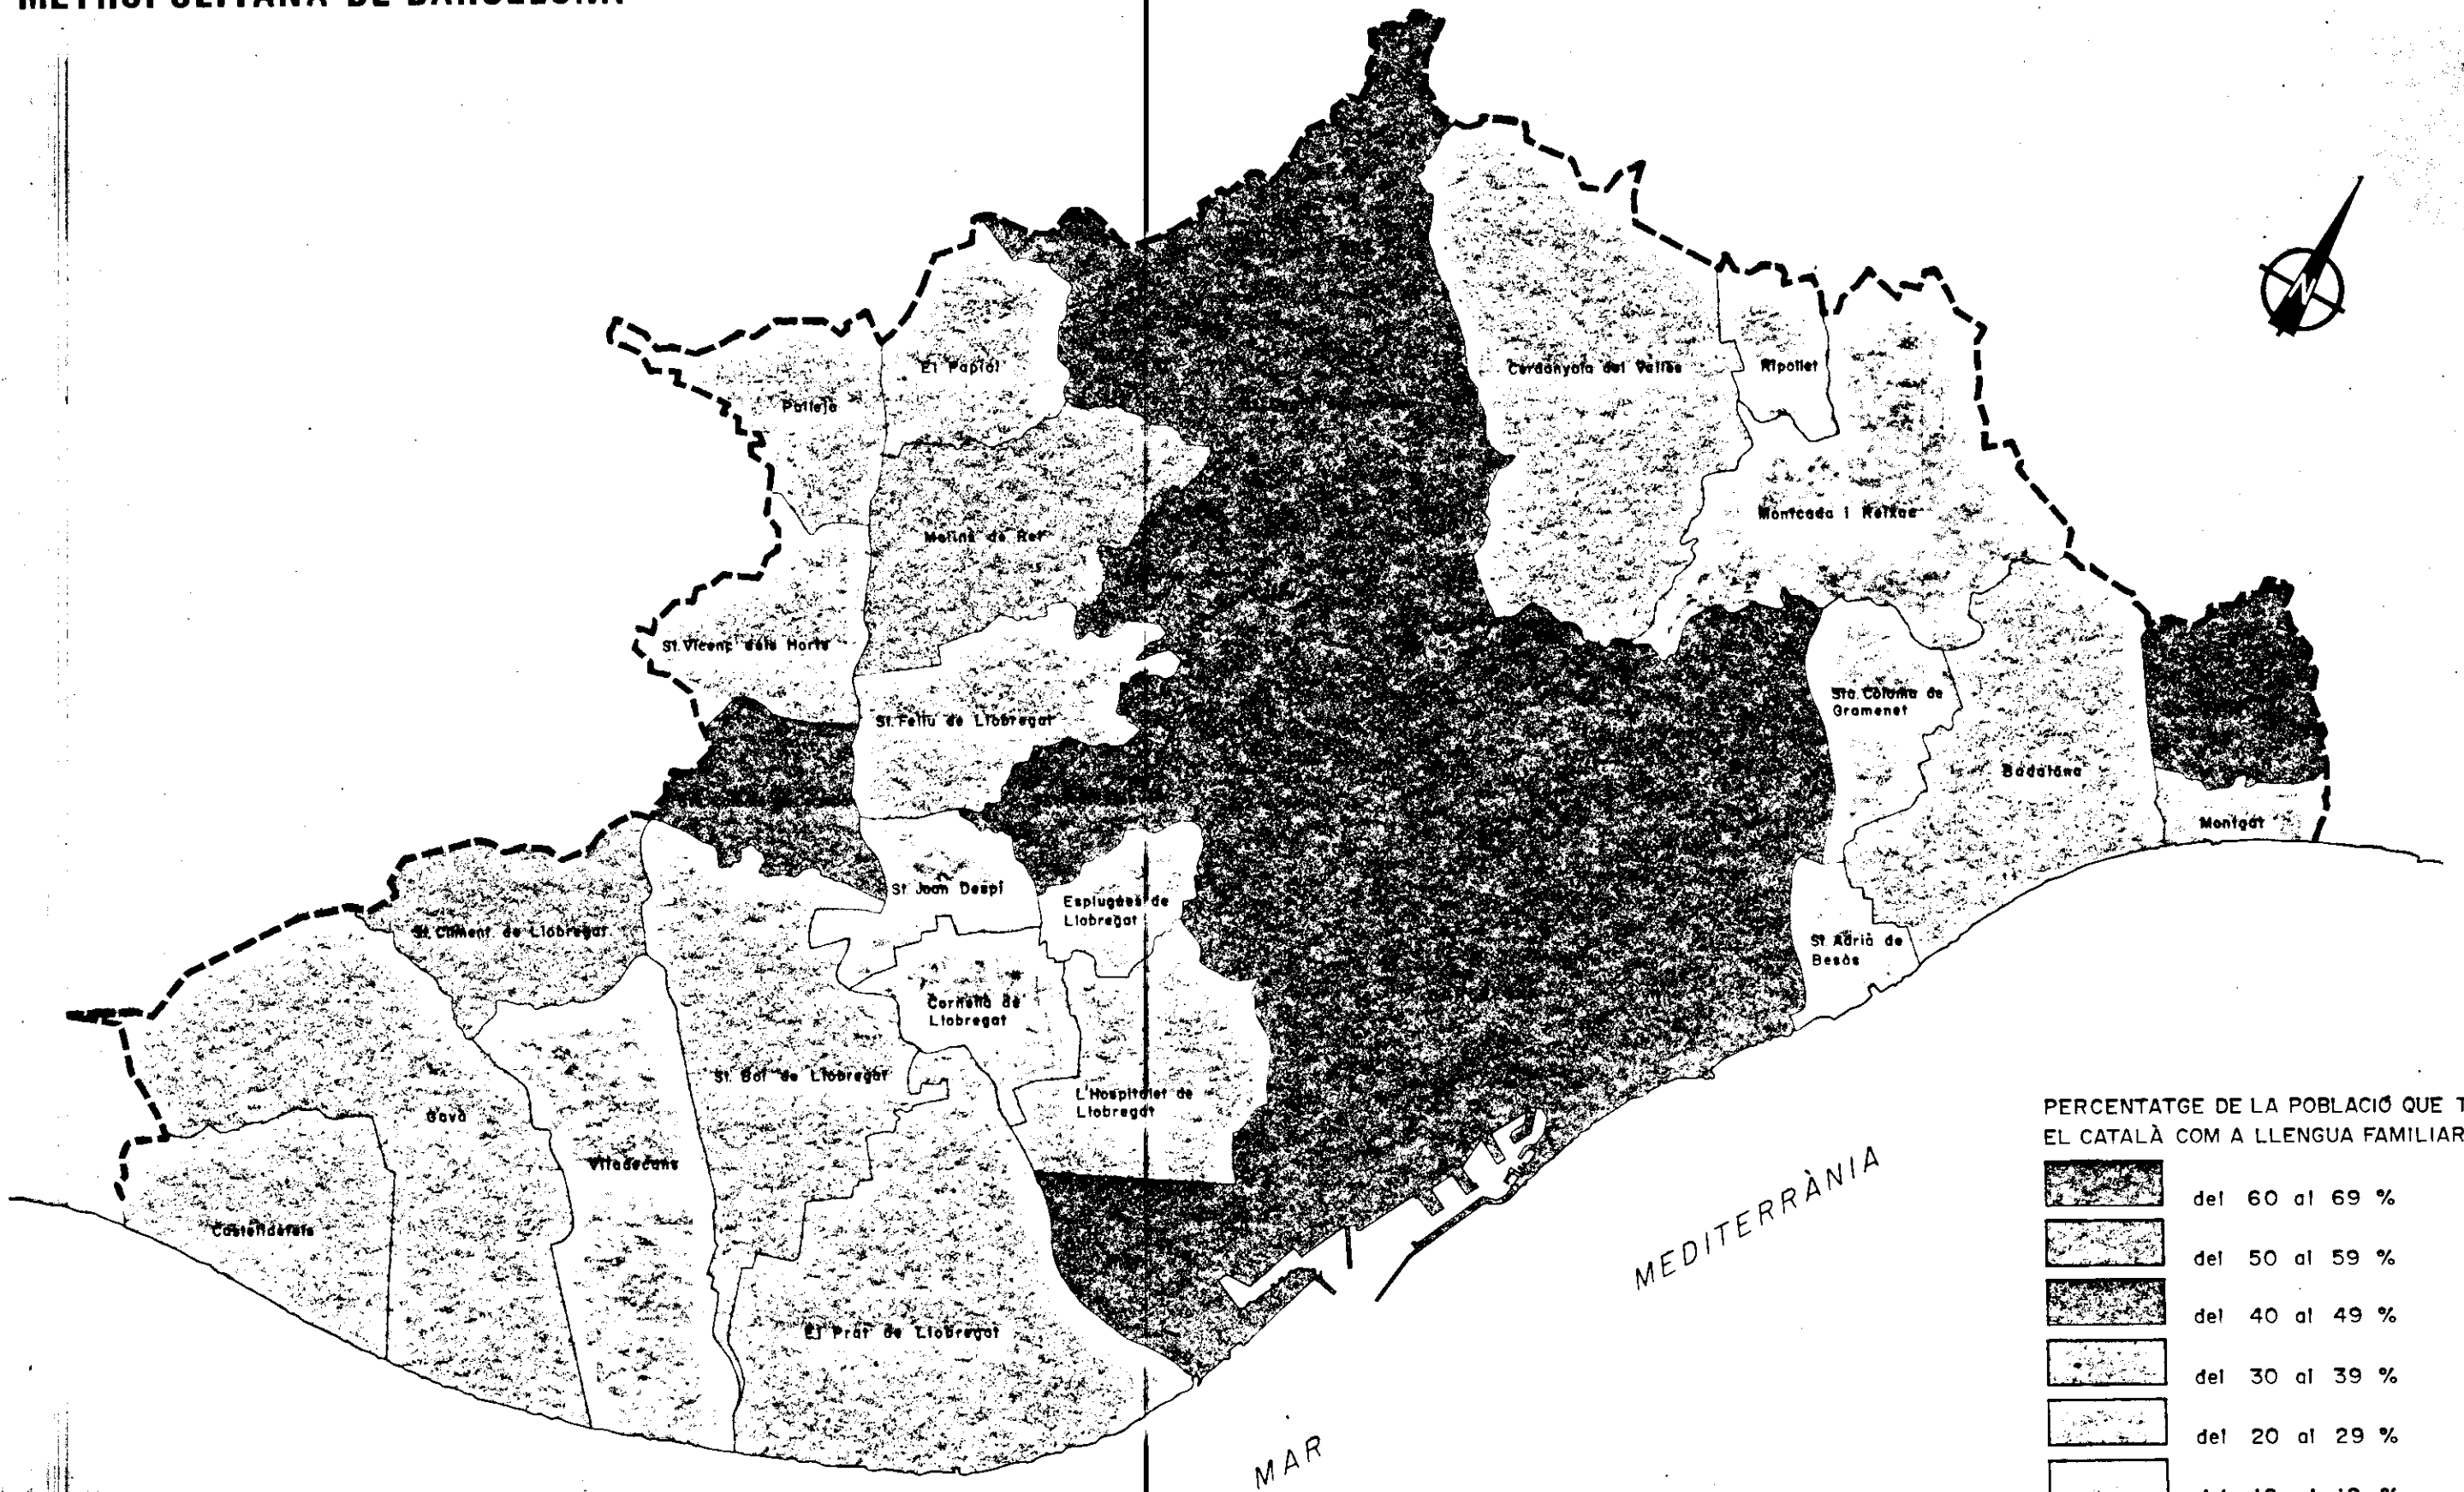 METROPOLITANA DE BARCELONA
N
El Papiol
Pallejà
Cerdanyola del Vallès
Ripollet
Montcada i Reixac
Molins de Rei
St. Vicenç dels Horts
St. Feliu de Llobregat
Sta. Coloma de
Gramenet
Badalona
Montgat
St. Joan Despí
Esplugues de
Llobregat
St. Climent de Llobregat
St. Adrià de
Besòs
Cornellà de
Llobregat
St. Boi de Llobregat
L'Hospitalet de
Llobregat
Gavà
Viladecans
Castelldefels
El Prat de Llobregat
MAR
MEDITERRÀNIA
PERCENTATGE DE LA POBLACIÓ QUE
EL CATALÀ COM A LLENGUA FAMILIAR
del 60 al 69 %
del 50 al 59 %
del 40 al 49 %
del 30 al 39 %
del 20 al 29 %